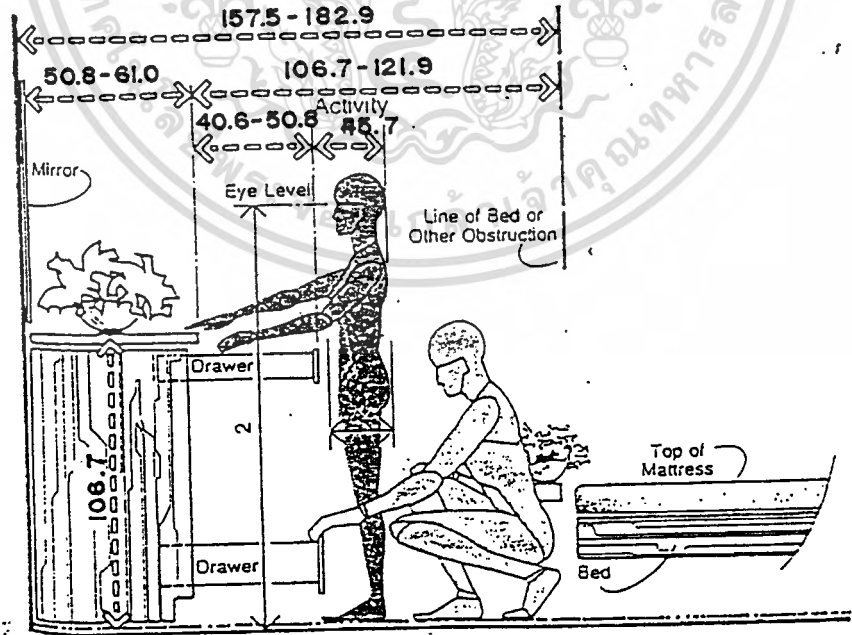 157.5-182.9
50.8-61.0
106.7-121.9
Activity
40.6-50.8
45.7
Mirror
Eye Level
Line of Bed or
Other Obstruction
Drawer
2
106.7
Top of
Mattress
Drawer
Bed